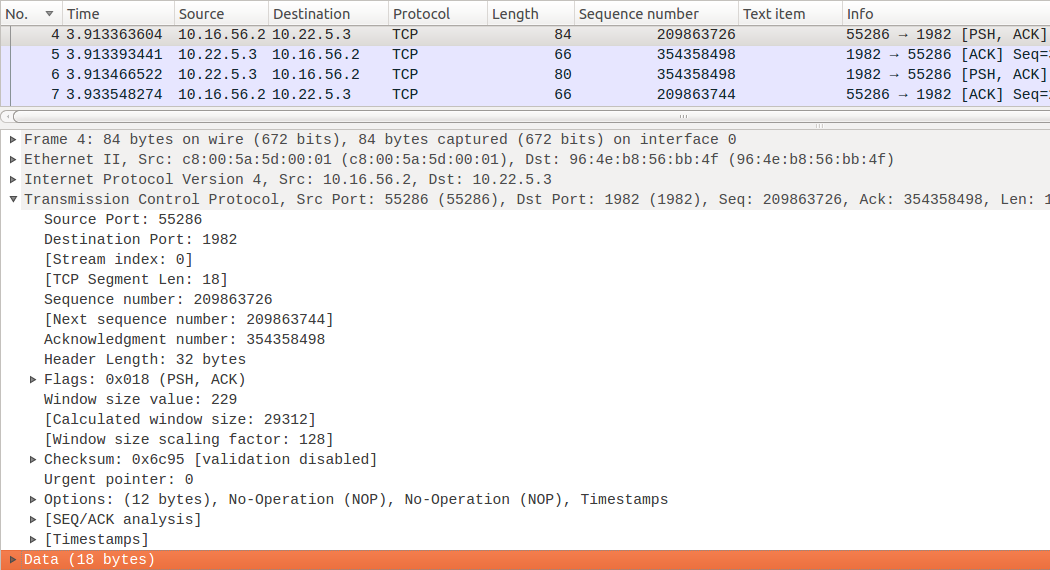 No. Time Source Destination Protocol Length Sequence number Text item Info
4 3.913363604 10.16.56.2 10.22.5.3 TCP 84 209863726 55286 → 1982 [PSH, ACK]
5 3.913393441 10.22.5.3 10.16.56.2 TCP 66 354358498 1982 → 55286 [ACK] Seq=
6 3.913466522 10.22.5.3 10.16.56.2 TCP 80 354358498 1982 → 55286 [PSH, ACK]
7 3.933548274 10.16.56.2 10.22.5.3 TCP 66 209863744 55286 → 1982 [ACK] Seq=
Frame 4: 84 bytes on wire (672 bits), 84 bytes captured (672 bits) on interface 0
Ethernet II, Src: c8:00:5a:5d:00:01 (c8:00:5a:5d:00:01), Dst: 96:4e:b8:56:bb:4f (96:4e:b8:56:bb:4f)
Internet Protocol Version 4, Src: 10.16.56.2, Dst: 10.22.5.3
Transmission Control Protocol, Src Port: 55286 (55286), Dst Port: 1982 (1982), Seq: 209863726, Ack: 354358498, Len: 1
Source Port: 55286
Destination Port: 1982
[Stream index: 0]
[TCP Segment Len: 18]
Sequence number: 209863726
[Next sequence number: 209863744]
Acknowledgment number: 354358498
Header Length: 32 bytes
Flags: 0x018 (PSH, ACK)
Window size value: 229
[Calculated window size: 29312]
[Window size scaling factor: 128]
Checksum: 0x6c95 [validation disabled]
Urgent pointer: 0
Options: (12 bytes), No-Operation (NOP), No-Operation (NOP), Timestamps
[SEQ/ACK analysis]
[Timestamps]
Data (18 bytes)